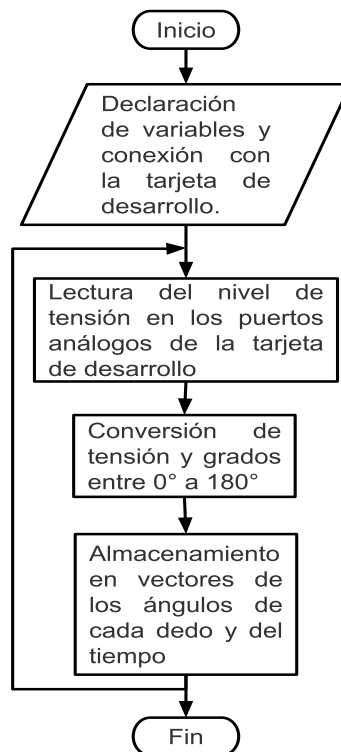 Inicio
Declaración
de variables y
conexión con
la tarjeta de
desarrollo.
Lectura del nivel de
tensión en los puertos
análogos de la tarjeta
de desarrollo
Conversión de
tensión y grados
entre 0° a 180°
Almacenamiento
en vectores de
los ángulos de
cada dedo y del
tiempo
Fin